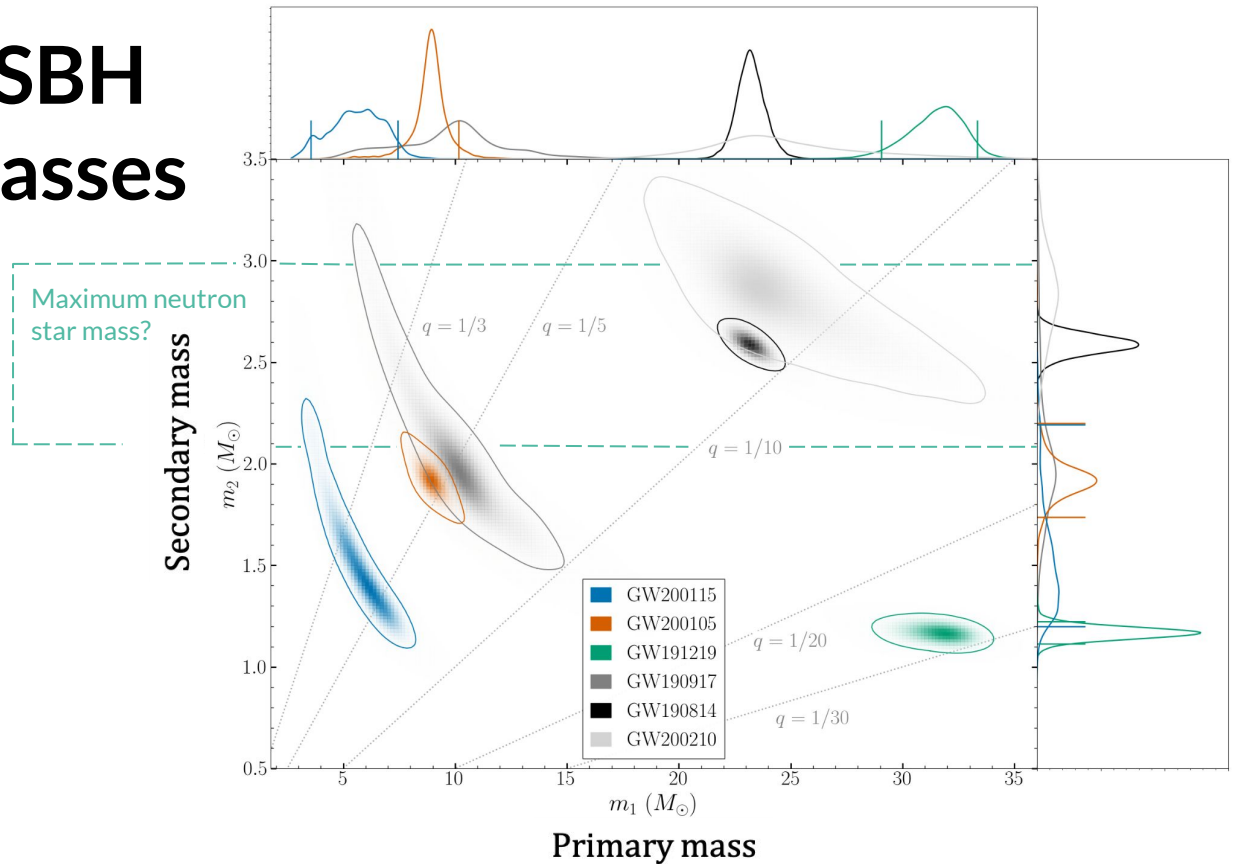 SBH
asses
Maximum neutron
star mass?
Secondary mass
m₂ (M⊙)
3.5
3.0
2.5
2.0
1.5
1.0
0.5
q = 1/3
q = 1/5
q = 1/10
q = 1/20
q = 1/30
GW200115
GW200105
GW191219
GW190917
GW190814
GW200210
5 10 15 20 25 30 35
m₁ (M⊙)
Primary mass